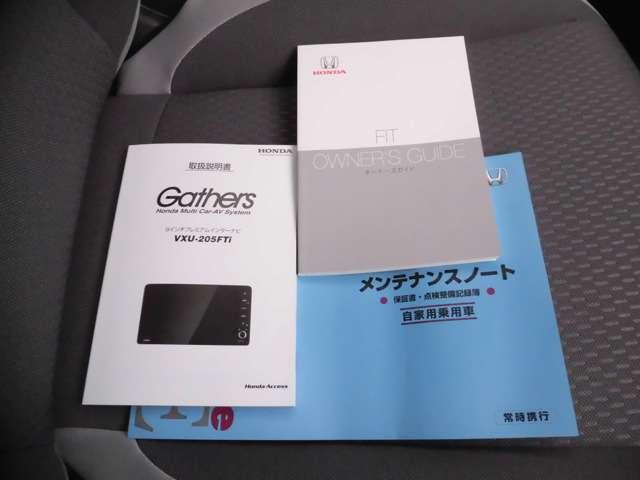 HONDA
FIT
OWNER'S GUIDE
オーナーズガイド
HONDA
取扱説明書
Gathers
Honda Multi Car-AV System
9インチプレミアムインターナビ
VXU-205FTi
Honda Access
メンテナンスノート
保証書・点検整備記録簿
自家用乗用車
常時携行